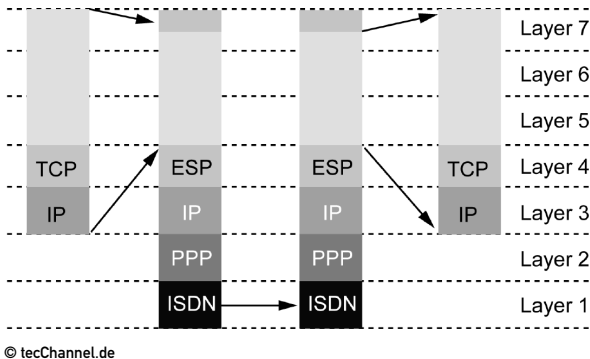 Layer 7
Layer 6
Layer 5
TCP ESP ESP TCP Layer 4
IP IP IP IP Layer 3
PPP PPP Layer 2
ISDN ISDN Layer 1
© tecChannel.de